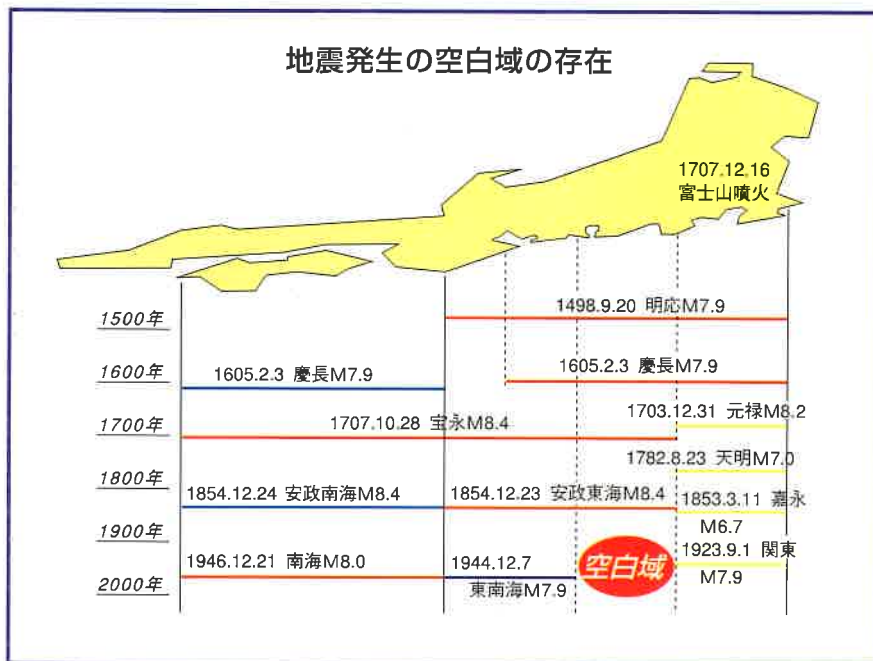 地震発生の空白域の存在
1707.12.16
富士山噴火
1500年
1498.9.20 明応M7.9
1600年
1605.2.3 慶長M7.9
1605.2.3 慶長M7.9
1700年
1707.10.28 宝永M8.4
1703.12.31 元禄M8.2
1782.8.23 天明M7.0
1800年
1854.12.24 安政南海M8.4
1854.12.23 安政東海M8.4
1853.3.11 嘉永
M6.7
1900年
1946.12.21 南海M8.0
1944.12.7
東南海M7.9
空白域
1923.9.1 関東
M7.9
2000年